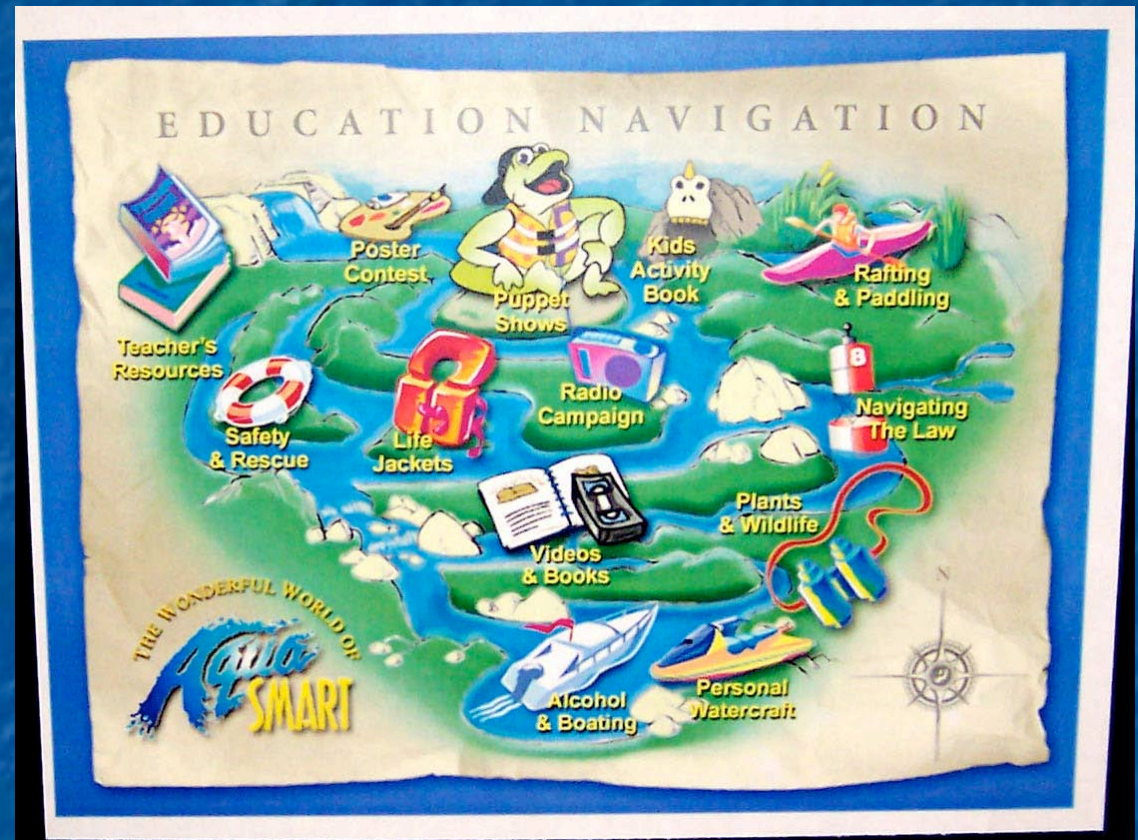 EDUCATION NAVIGATION
Poster
Contest
Puppet
Shows
Kids
Activity
Book
Rafting
& Paddling
Teacher's
Resources
Safety
& Rescue
Life
Jackets
Radio
Campaign
8
Navigating
The Law
Videos
& Books
Plants
& Wildlife
Alcohol
& Boating
Personal
Watercraft
THE WONDERFUL WORLD OF
Aqua
SMART
N